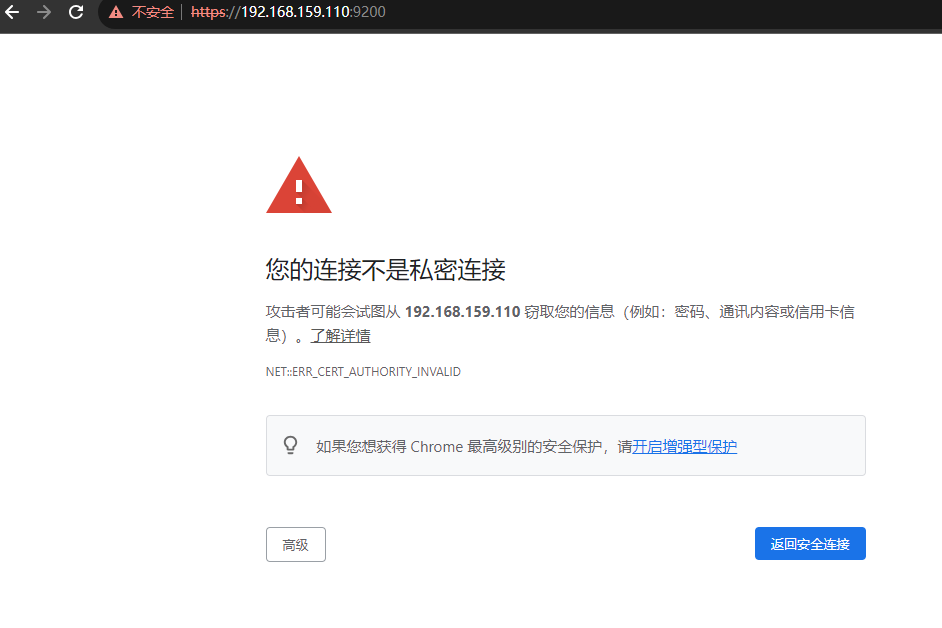 不安全 | https://192.168.159.110:9200
您的连接不是私密连接
攻击者可能会试图从 192.168.159.110 窃取您的信息（例如：密码、通讯内容或信用卡信
息）。了解详情
NET::ERR_CERT_AUTHORITY_INVALID
如果您想获得 Chrome 最高级别的安全保护，请开启增强型保护
高级
返回安全连接